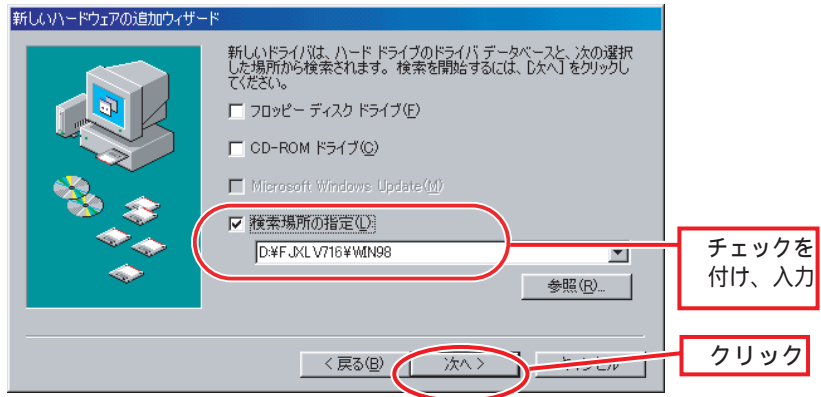 新しいハードウェアの追加ウィザード
新しいドライバは、ハード ドライブのドライバ データベースと、次の選択
した場所から検索されます。検索を開始するには、[次へ] をクリックし
てください。
フロッピー ディスク ドライブ(F)
CD-ROM ドライブ(C)
Microsoft Windows Update(M)
検索場所の指定(L)
D:¥FJXLV716¥WIN98
参照(R)...
チェックを
付け、入力
< 戻る(B)
次へ >
キャンセル
クリック